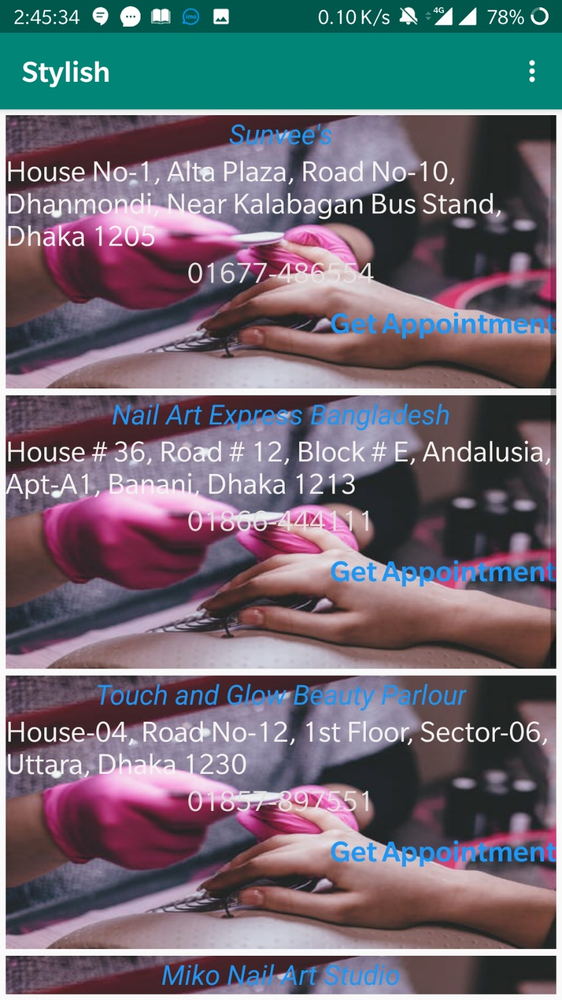 2:45:34 imo 0.10 K/s 4G 78%
Stylish
Sunvee's
House No-1, Alta Plaza, Road No-10,
Dhanmondi, Near Kalabagan Bus Stand,
Dhaka 1205
01677-486554
Get Appointment
Nail Art Express Bangladesh
House # 36, Road # 12, Block # E, Andalusia,
Apt-A1, Banani, Dhaka 1213
01866-444111
Get Appointment
Touch and Glow Beauty Parlour
House-04, Road No-12, 1st Floor, Sector-06,
Uttara, Dhaka 1230
01857-897551
Get Appointment
Miko Nail Art Studio